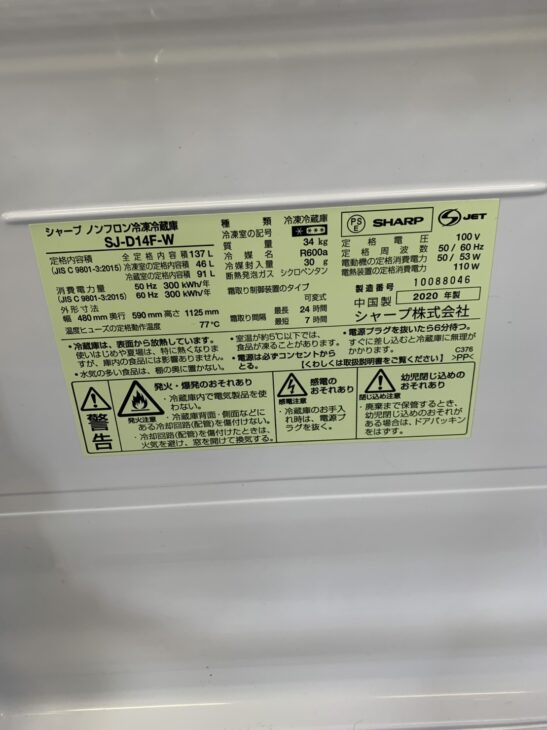 シャープ ノンフロン冷凍冷蔵庫
SJ-D14F-W
定格内容積 (JIS C 9801-3:2015)
全定格内容積 137 L
冷凍室の定格内容積 46 L
冷蔵室の定格内容積 91 L
消費電力量 (JIS C 9801-3:2015)
50 Hz 300 kWh/年
60 Hz 300 kWh/年
外形寸法
幅 480 mm 奥行 590 mm 高さ 1125 mm
温度ヒューズの定格動作温度 77℃
種類 冷凍冷蔵庫
冷凍室の記号
質量 34 kg
冷媒名 R600a
冷媒封入量 30 g
断熱発泡ガス シクロペンタン
霜取り制御装置のタイプ
可変式
霜取り間隔 最長 24 時間
最短 7 時間
PS
E
SHARP
S JET
定格電圧 100 V
定格周波数 50 / 60 Hz
電動機の定格消費電力 50 / 53 W
電熱装置の定格消費電力 110 W
製造番号 10088046
中国製 2020 年製
シャープ株式会社
・冷蔵庫は、表面から放熱しています。
使いはじめや夏場は、特に熱くなりま
すが、庫内の食品には影響ありません。
・水気の多い食品は、棚の奥に置かない。
・室温が約5℃以下では、
食品が凍ることがあります。
・電源は必ずコンセントから
とる。
・電源プラグを抜いたら6分待つ。
すぐに差し込むと冷蔵庫に無理が
かかります。 C376
【くわしくは取扱説明書をご覧ください】 >PP<
警告
発火・爆発のおそれあり
発火注意
・冷蔵庫内で電気製品を使
わない。
・冷蔵庫背面・側面などに
ある冷却回路(配管)を傷付けない。
・冷却回路(配管)を傷付けたときは、
火気を避け、窓を開けて換気する。
感電の
おそれあり
感電注意
・冷蔵庫のお手入
れ時は、電源プ
ラグを抜く。
幼児閉じ込めの
おそれあり
閉じ込め注意
・廃棄まで保管するとき、
幼児閉じ込めのおそれが
ある場合は、ドアパッキン
をはずす。